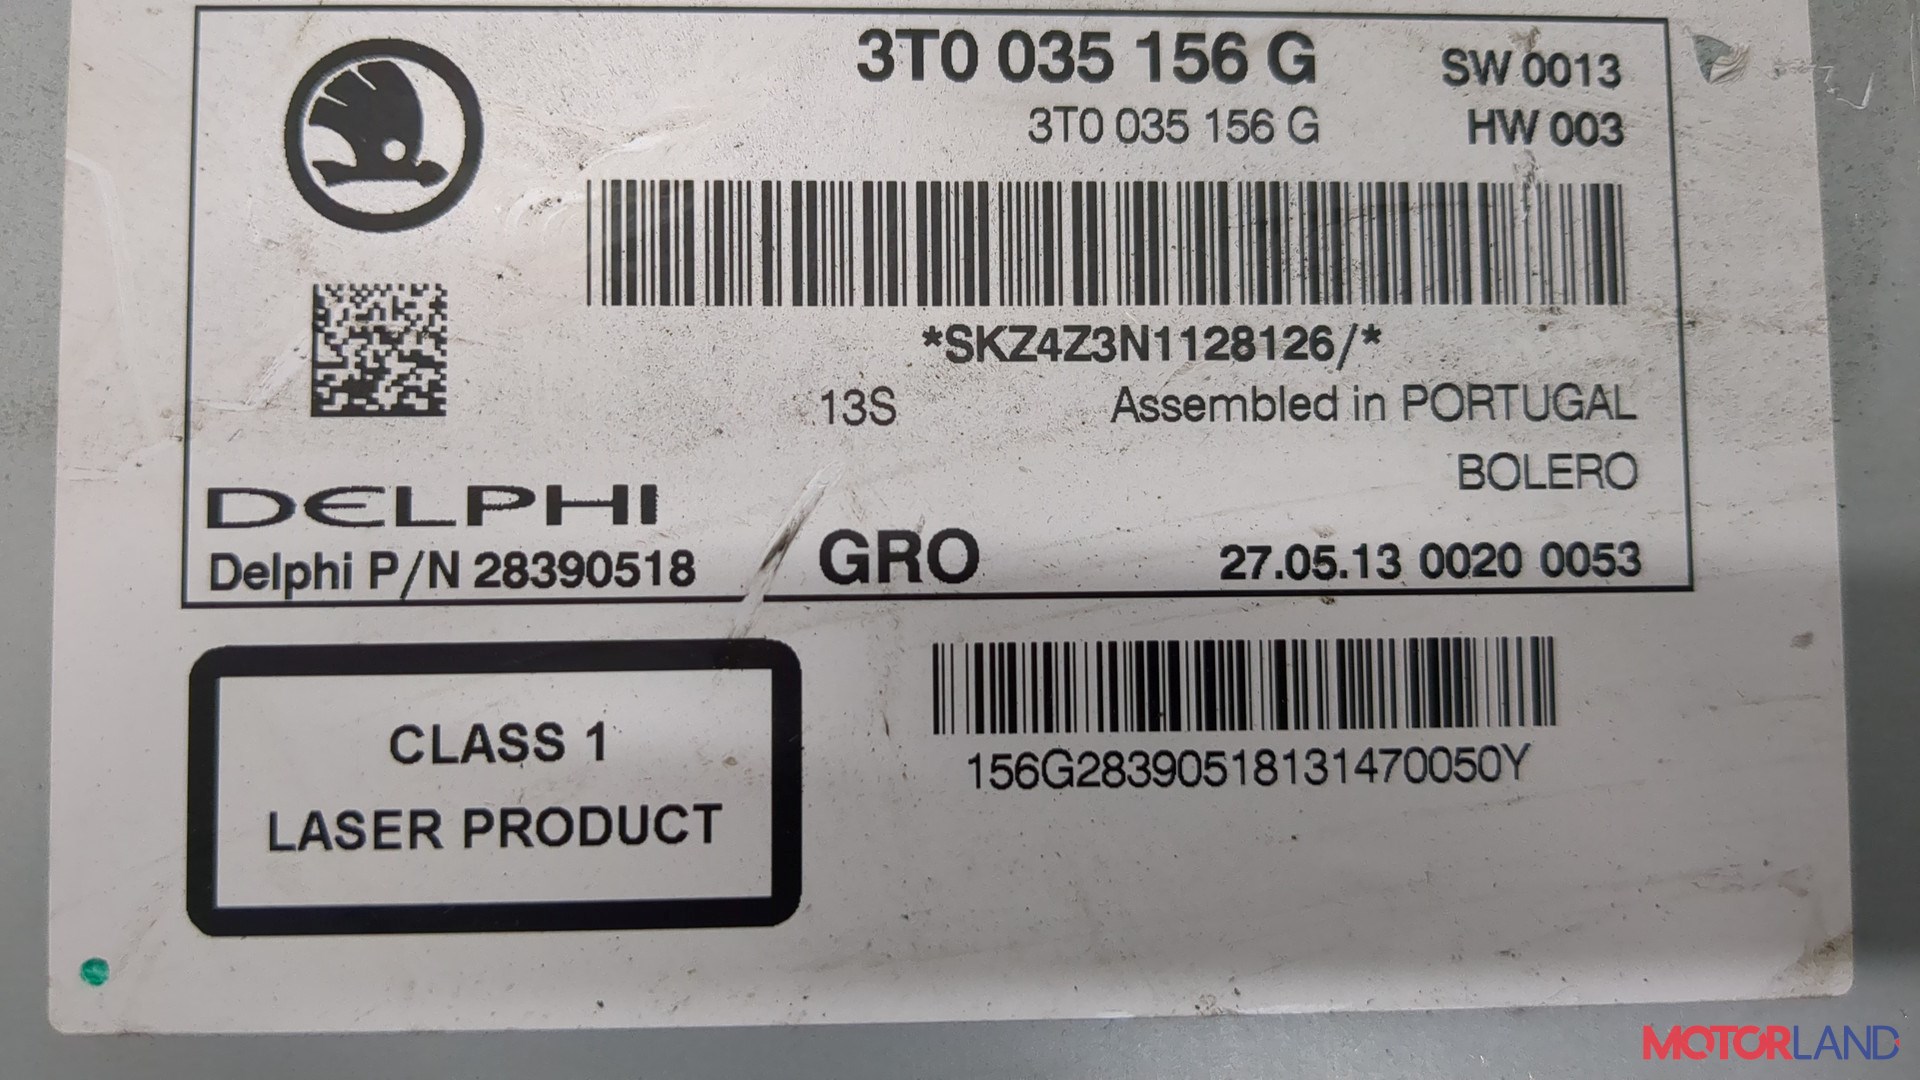 3T0 035 156 G SW 0013
3T0 035 156 G HW 003
*SKZ4Z3N1128126/*
13S Assembled in PORTUGAL
BOLERO
DELPHI
Delphi P/N 28390518 GRO 27.05.13 0020 0053
156G28390518131470050Y
CLASS 1
LASER PRODUCT
MOTORLAND